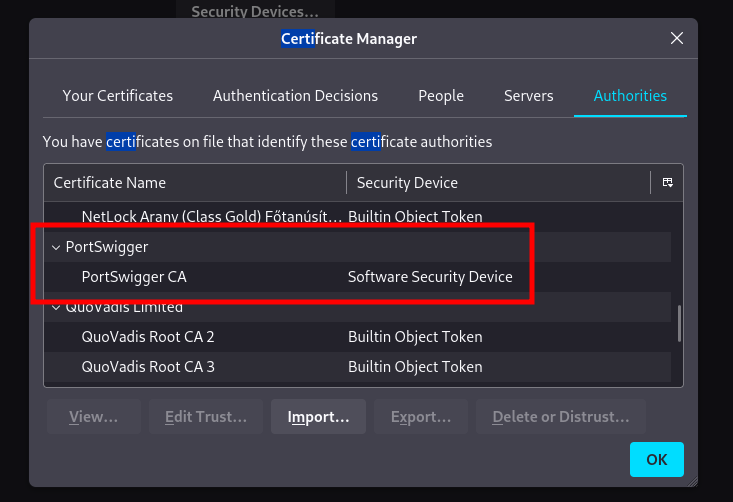 Security Devices…
Certificate Manager
Your Certificates Authentication Decisions People Servers Authorities
You have certificates on file that identify these certificate authorities
Certificate Name Security Device
NetLock Arany (Class Gold) Főtanúsít… Builtin Object Token
PortSwigger
PortSwigger CA Software Security Device
QuoVadis Limited
QuoVadis Root CA 2 Builtin Object Token
QuoVadis Root CA 3 Builtin Object Token
View… Edit Trust… Import… Export… Delete or Distrust…
OK